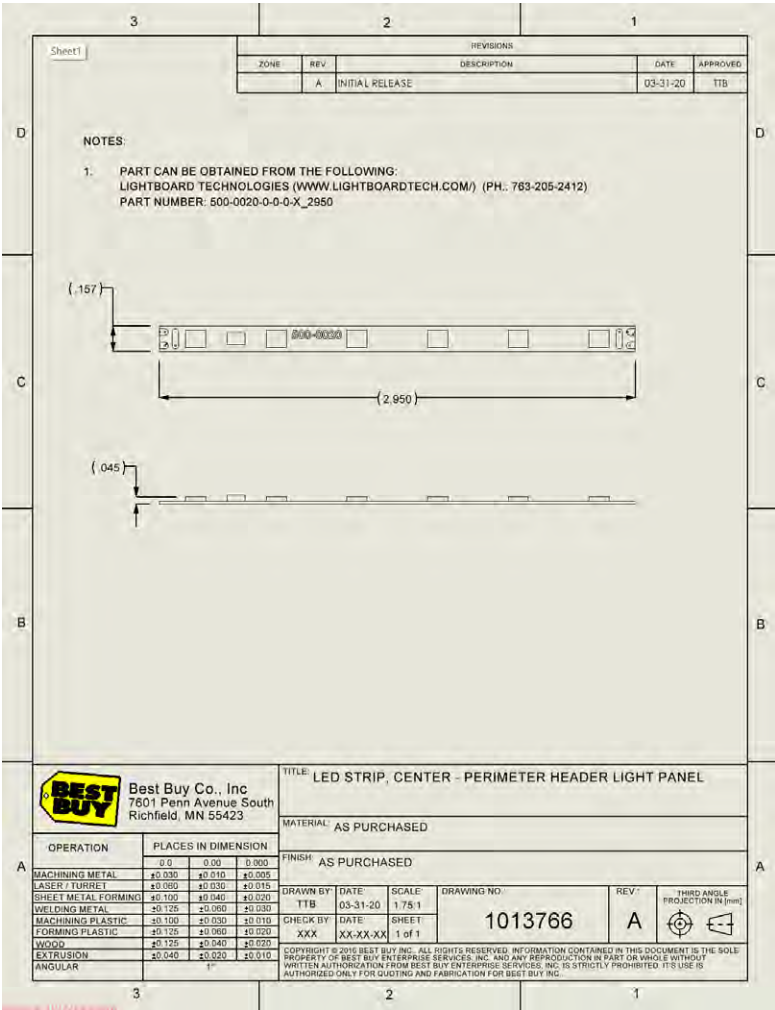 3 2 1
Sheet1
REVISIONS
ZONE REV DESCRIPTION DATE APPROVED
A INITIAL RELEASE 03-31-20 TTB
D D
NOTES:
1. PART CAN BE OBTAINED FROM THE FOLLOWING:
LIGHTBOARD TECHNOLOGIES (WWW.LIGHTBOARDTECH.COM/) (PH.: 763-205-2412)
PART NUMBER: 500-0020-0-0-0-X_2950
(.157)
500-0020
C C
(2.950)
(.045)
B B
BEST BUY
Best Buy Co., Inc
7601 Penn Avenue South
Richfield, MN 55423
TITLE: LED STRIP, CENTER - PERIMETER HEADER LIGHT PANEL
MATERIAL: AS PURCHASED
FINISH: AS PURCHASED
A A
OPERATION PLACES IN DIMENSION
0.0 0.00 0.000
MACHINING METAL ±0.030 ±0.010 ±0.005
LASER / TURRET ±0.060 ±0.030 ±0.015
SHEET METAL FORMING ±0.100 ±0.040 ±0.020
WELDING METAL ±0.125 ±0.060 ±0.030
MACHINING PLASTIC ±0.100 ±0.030 ±0.010
FORMING PLASTIC ±0.125 ±0.060 ±0.020
WOOD ±0.125 ±0.040 ±0.020
EXTRUSION ±0.040 ±0.020 ±0.010
ANGULAR 1°
DRAWN BY: DATE SCALE: DRAWING NO. REV.: THIRD ANGLE PROJECTION IN [mm]
TTB 03-31-20 1.75:1
CHECK BY: DATE SHEET: 1013766 A
XXX XX-XX-XX 1 of 1
COPYRIGHT © 2016 BEST BUY INC. ALL RIGHTS RESERVED. INFORMATION CONTAINED IN THIS DOCUMENT IS THE SOLE
PROPERTY OF BEST BUY ENTERPRISE SERVICES, INC. AND ANY REPRODUCTION IN PART OR WHOLE WITHOUT
WRITTEN AUTHORIZATION FROM BEST BUY ENTERPRISE SERVICES, INC. IS STRICTLY PROHIBITED. IT'S USE IS
AUTHORIZED ONLY FOR QUOTING AND FABRICATION FOR BEST BUY INC.
3 2 1